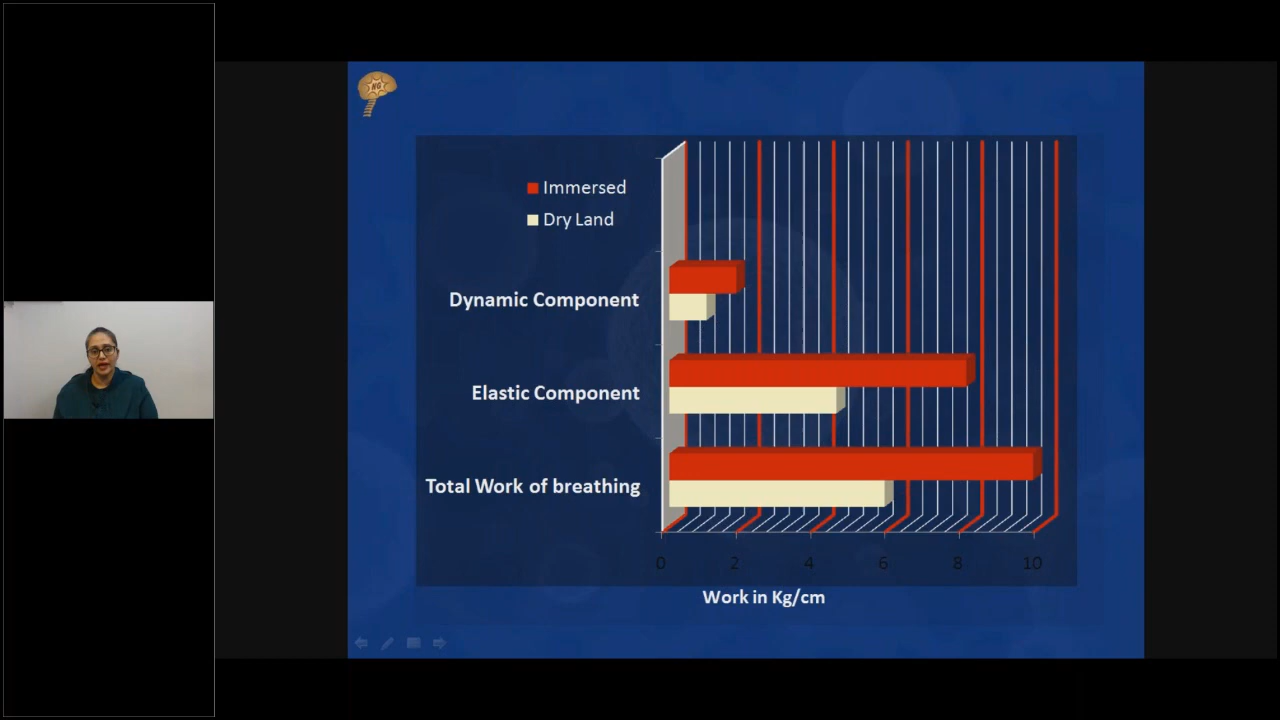 NG
Immersed
Dry Land
Dynamic Component
Elastic Component
Total Work of breathing
0 2 4 6 8 10
Work in Kg/cm